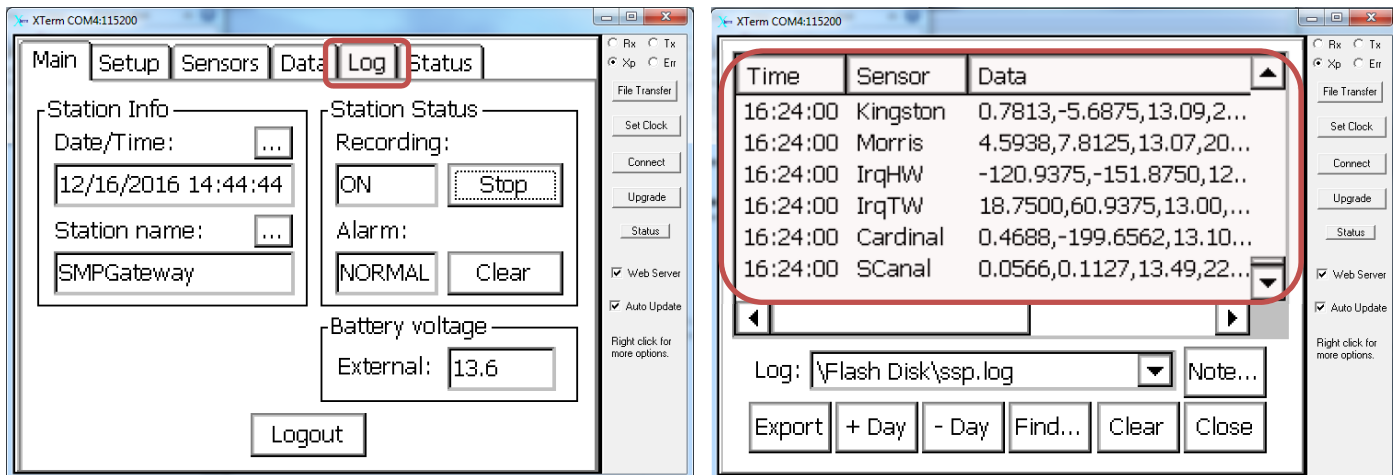 XTerm COM4:115200
Main Setup Sensors Data Log Status
Station Info
Date/Time: ...
12/16/2016 14:44:44
Station name: ...
SMPGateway
Station Status
Recording:
ON Stop
Alarm:
NORMAL Clear
Battery voltage
External: 13.6
Logout
Rx Tx
Xp Err
File Transfer
Set Clock
Connect
Upgrade
Status
Web Server
Auto Update
Right click for
more options.
XTerm COM4:115200
Time Sensor Data
16:24:00 Kingston 0.7813,-5.6875,13.09,2...
16:24:00 Morris 4.5938,7.8125,13.07,20...
16:24:00 IrqHW -120.9375,-151.8750,12..
16:24:00 IrqTW 18.7500,60.9375,13.00,...
16:24:00 Cardinal 0.4688,-199.6562,13.10...
16:24:00 SCanal 0.0566,0.1127,13.49,22...
Log: \Flash Disk\ssp.log Note...
Export + Day - Day Find... Clear Close
Rx Tx
Xp Err
File Transfer
Set Clock
Connect
Upgrade
Status
Web Server
Auto Update
Right click for
more options.